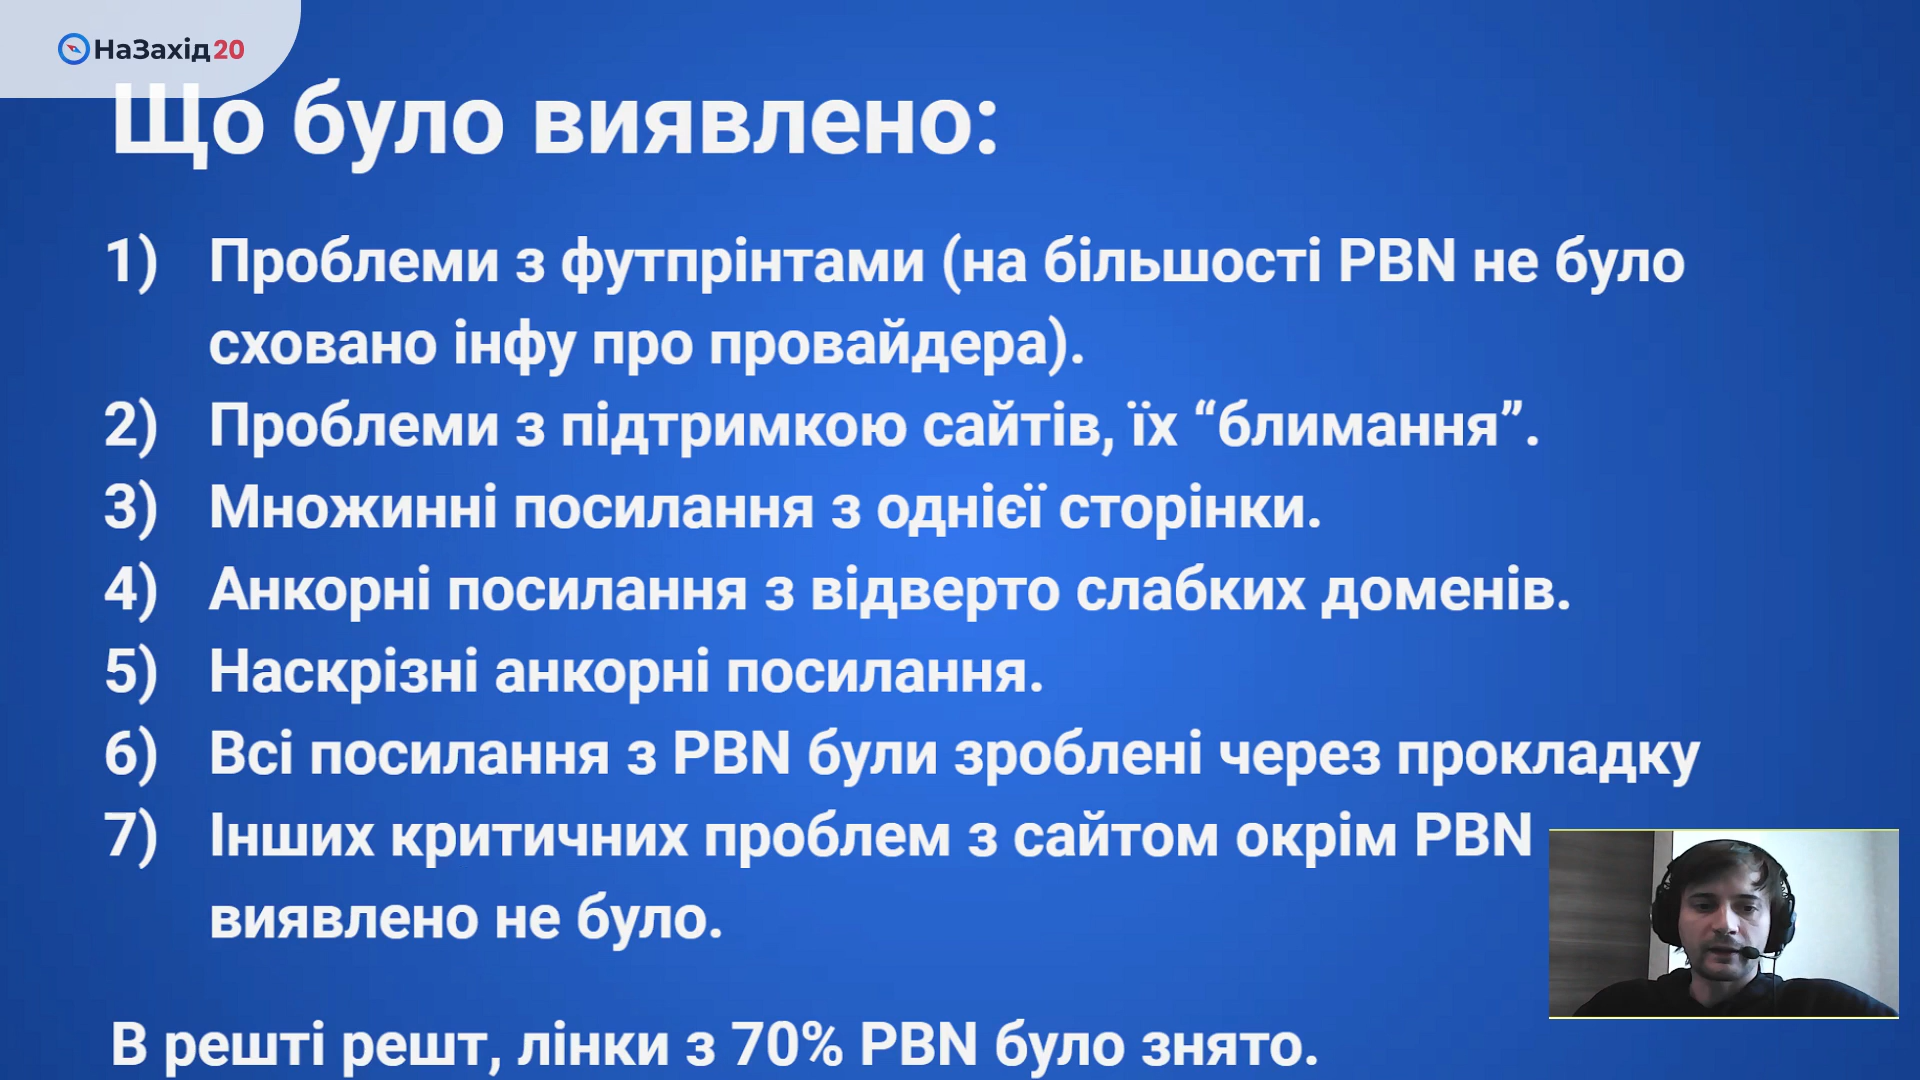 НаЗахід20
Що було виявлено:
1) Проблеми з футпрінтами (на більшості PBN не було
сховано інфу про провайдера).
2) Проблеми з підтримкою сайтів, їх “блимання”.
3) Множинні посилання з однієї сторінки.
4) Анкорні посилання з відверто слабких доменів.
5) Наскрізні анкорні посилання.
6) Всі посилання з PBN були зроблені через прокладку
7) Інших критичних проблем з сайтом окрім PBN
виявлено не було.
В решті решт, лінки з 70% PBN було знято.